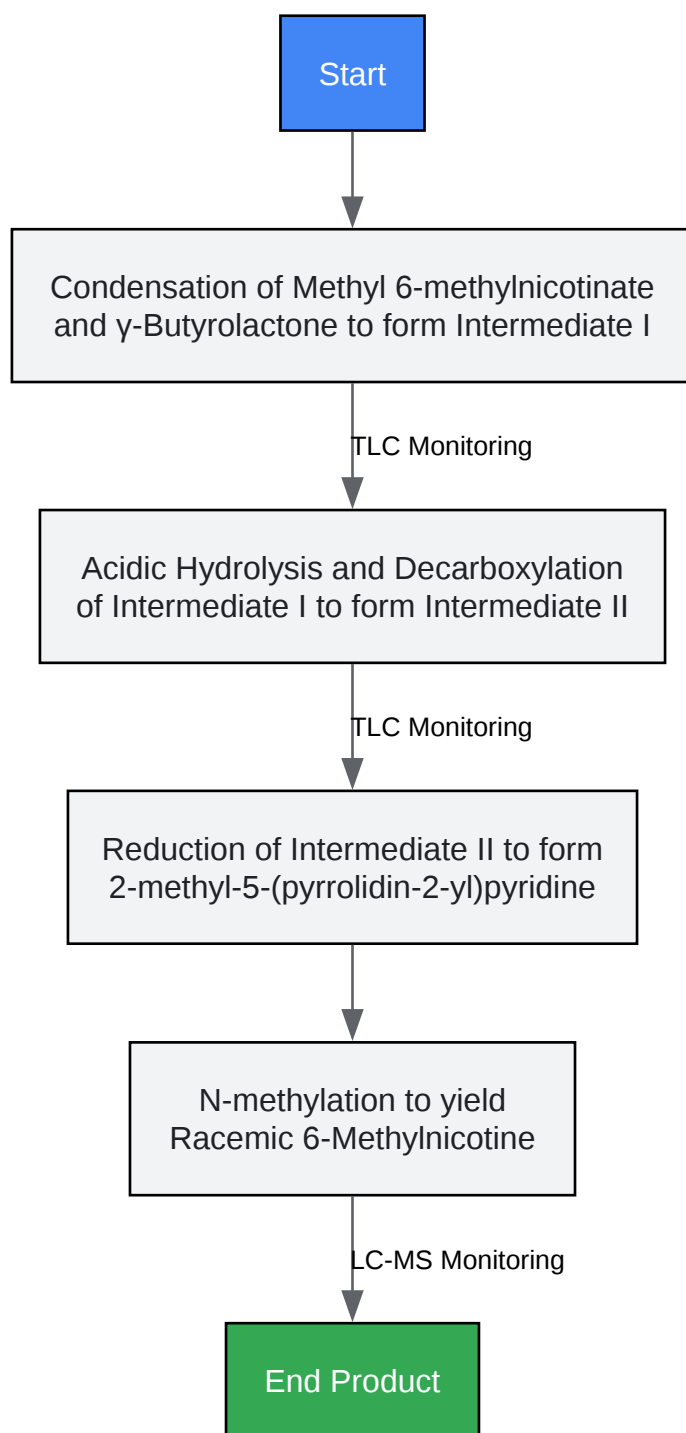 Start
Condensation of Methyl 6-methylnicotinate
and γ-Butyrolactone to form Intermediate I
TLC Monitoring
Acidic Hydrolysis and Decarboxylation
of Intermediate I to form Intermediate II
TLC Monitoring
Reduction of Intermediate II to form
2-methyl-5-(pyrrolidin-2-yl)pyridine
N-methylation to yield
Racemic 6-Methylnicotine
LC-MS Monitoring
End Product